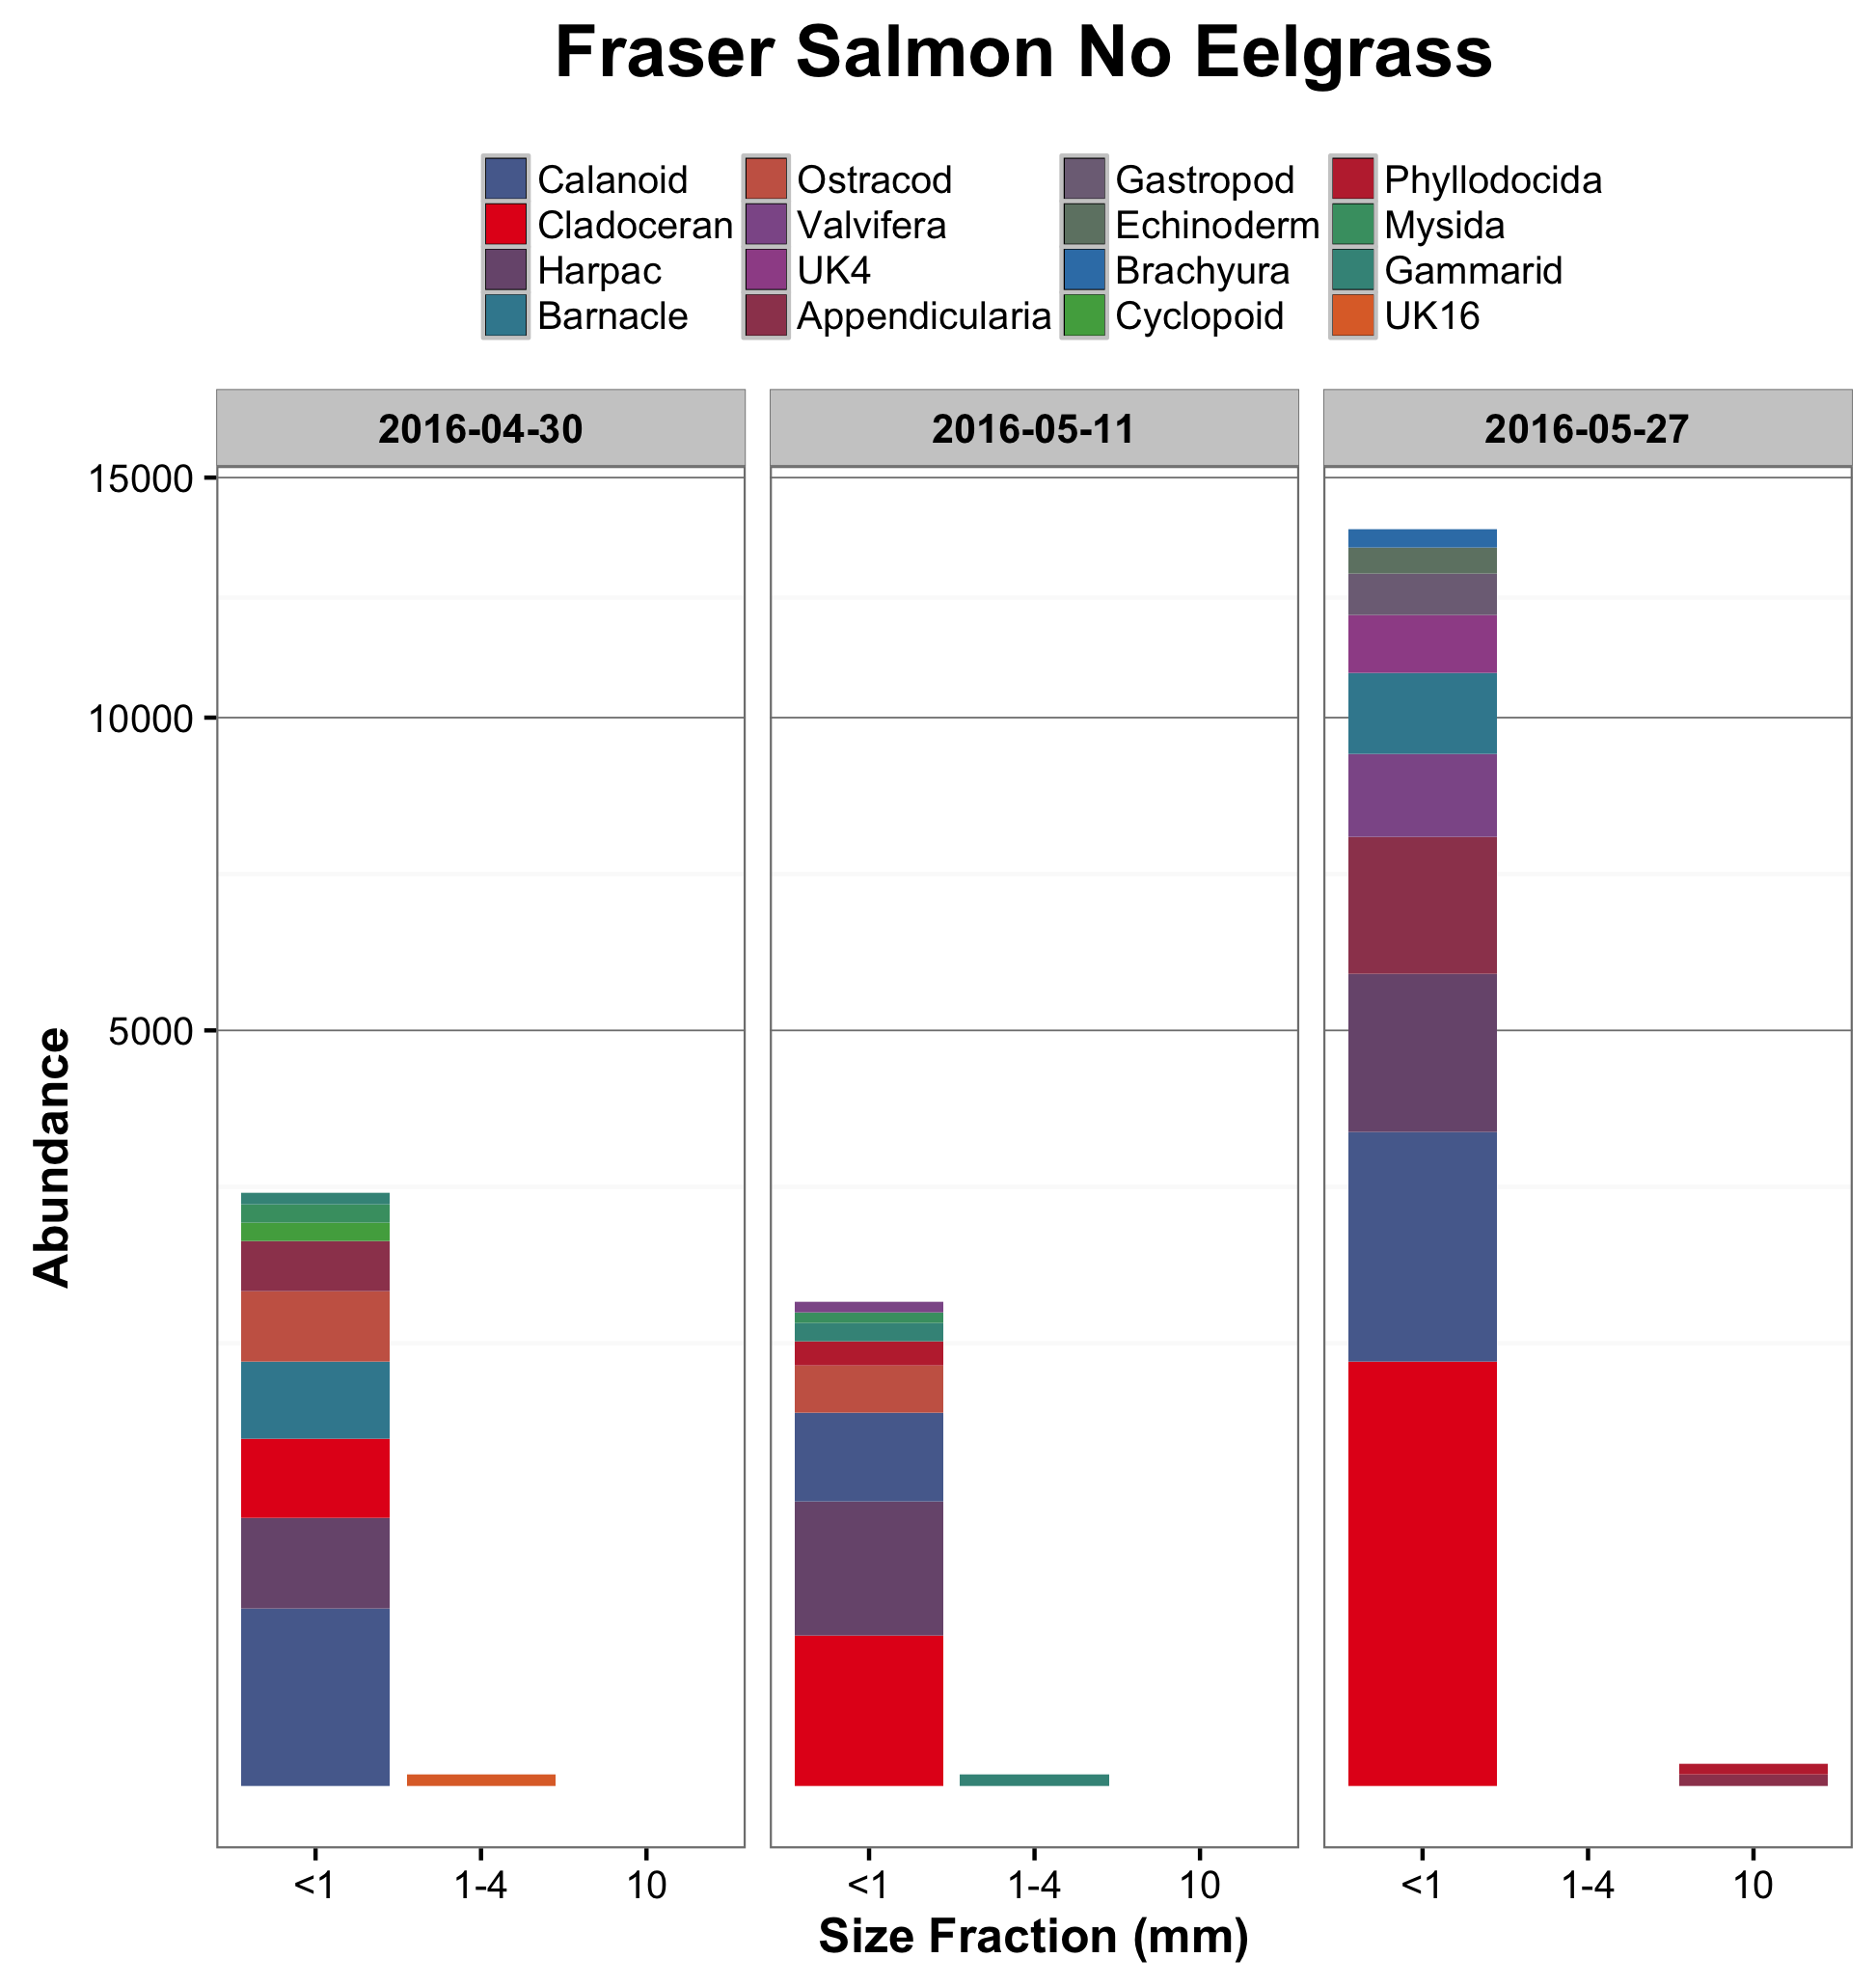 Fraser Salmon No Eelgrass
Calanoid Ostracod Gastropod Phyllodocida
Cladoceran Valvifera Echinoderm Mysida
Harpac UK4 Brachyura Gammarid
Barnacle Appendicularia Cyclopoid UK16
2016-04-30 2016-05-11 2016-05-27
15000
10000
5000
Abundance
<1 1-4 10 <1 1-4 10 <1 1-4 10
Size Fraction (mm)